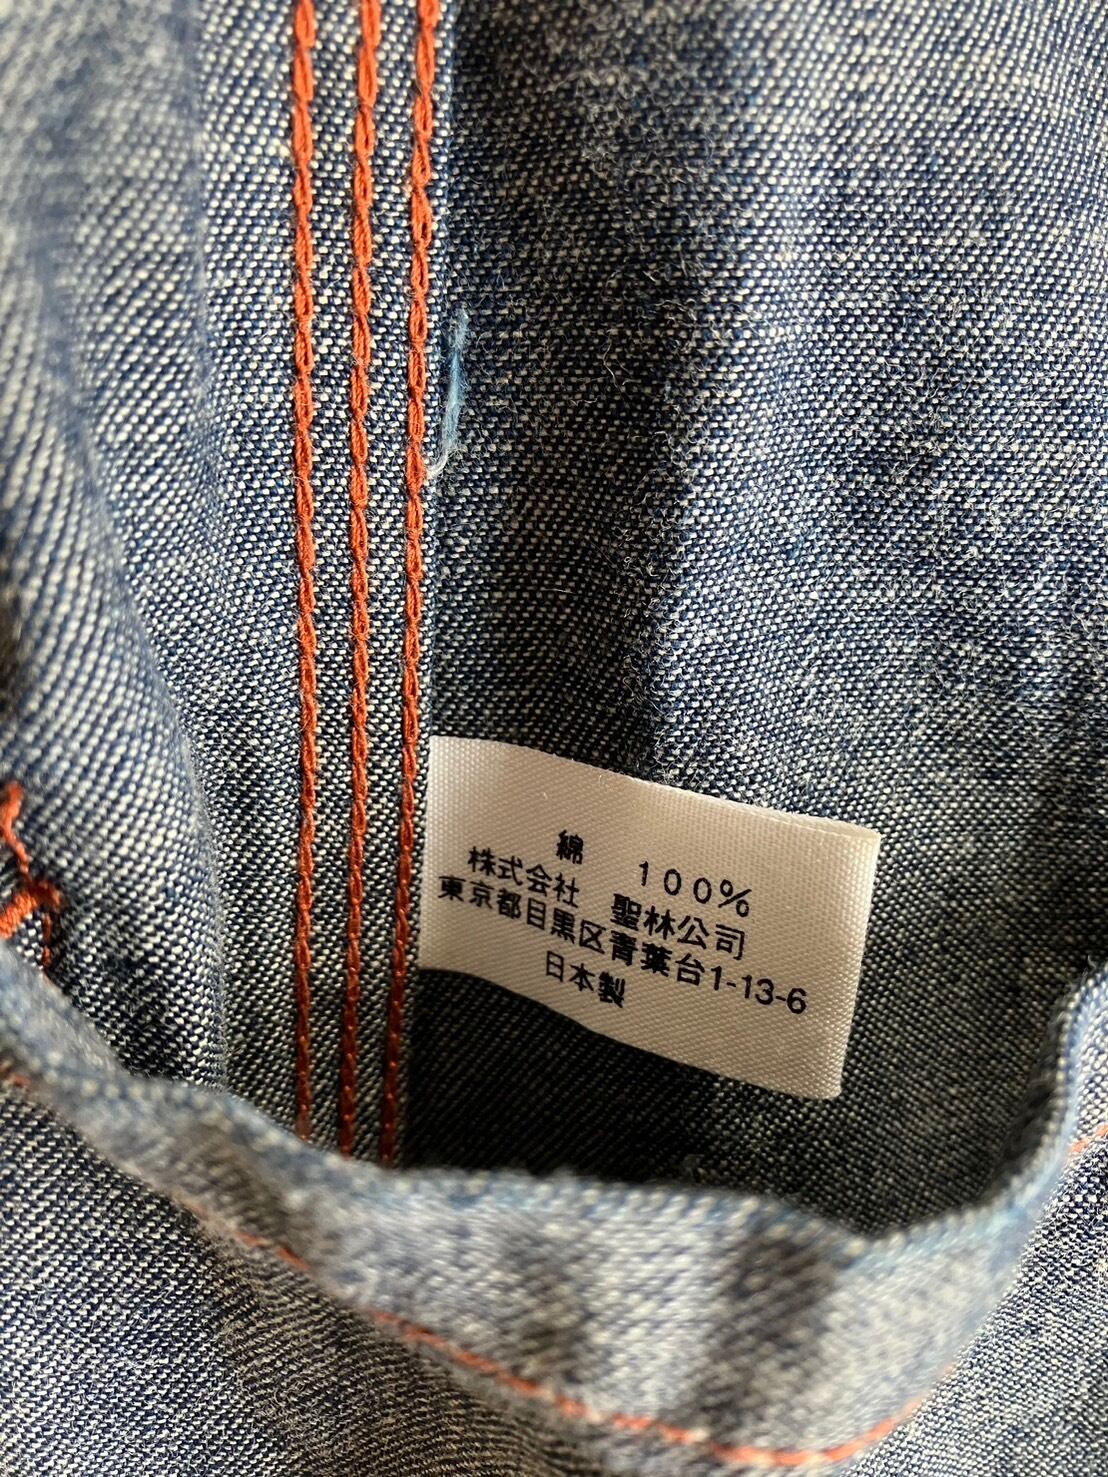 綿 100%
株式会社 聖林公司
東京都目黒区青葉台1-13-6
日本製